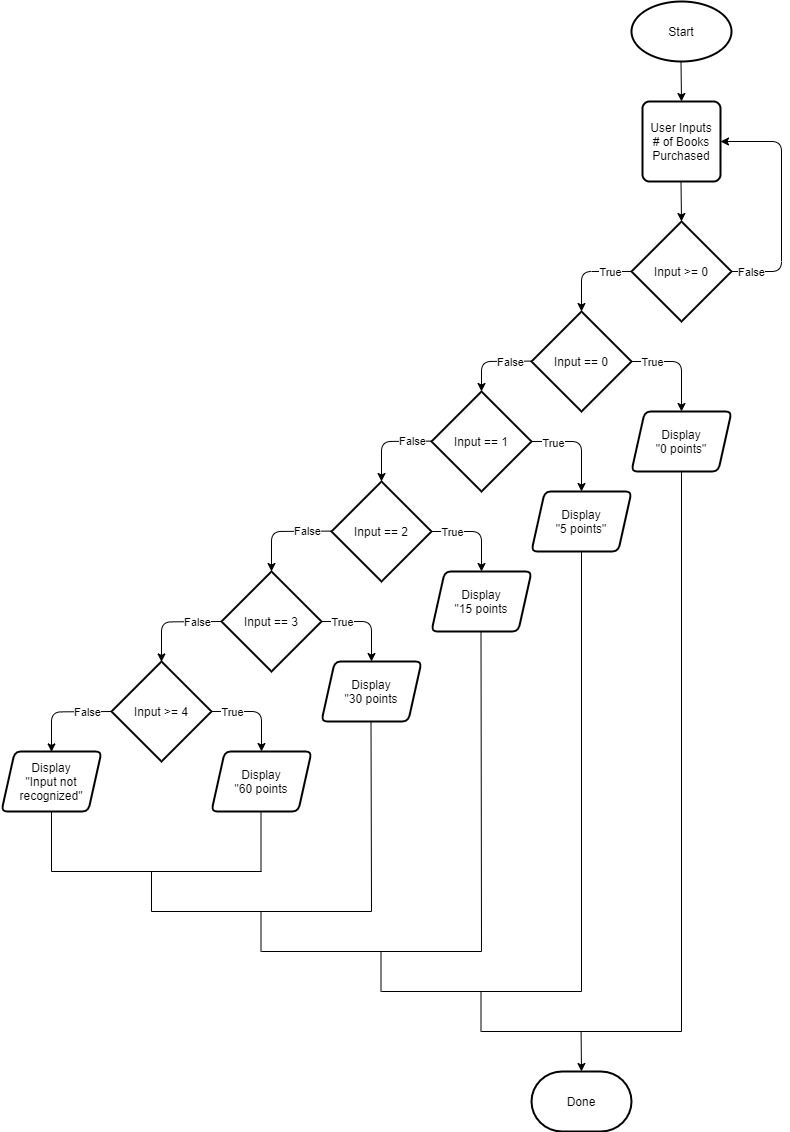 Start
User Inputs
# of Books
Purchased
Input >= 0
True
False
Input == 0
False
True
Display
"0 points"
Input == 1
False
True
Display
"5 points"
Input == 2
False
True
Display
"15 points
Input == 3
False
True
Display
"30 points
Input >= 4
False
True
Display
"Input not
recognized"
Display
"60 points
Done